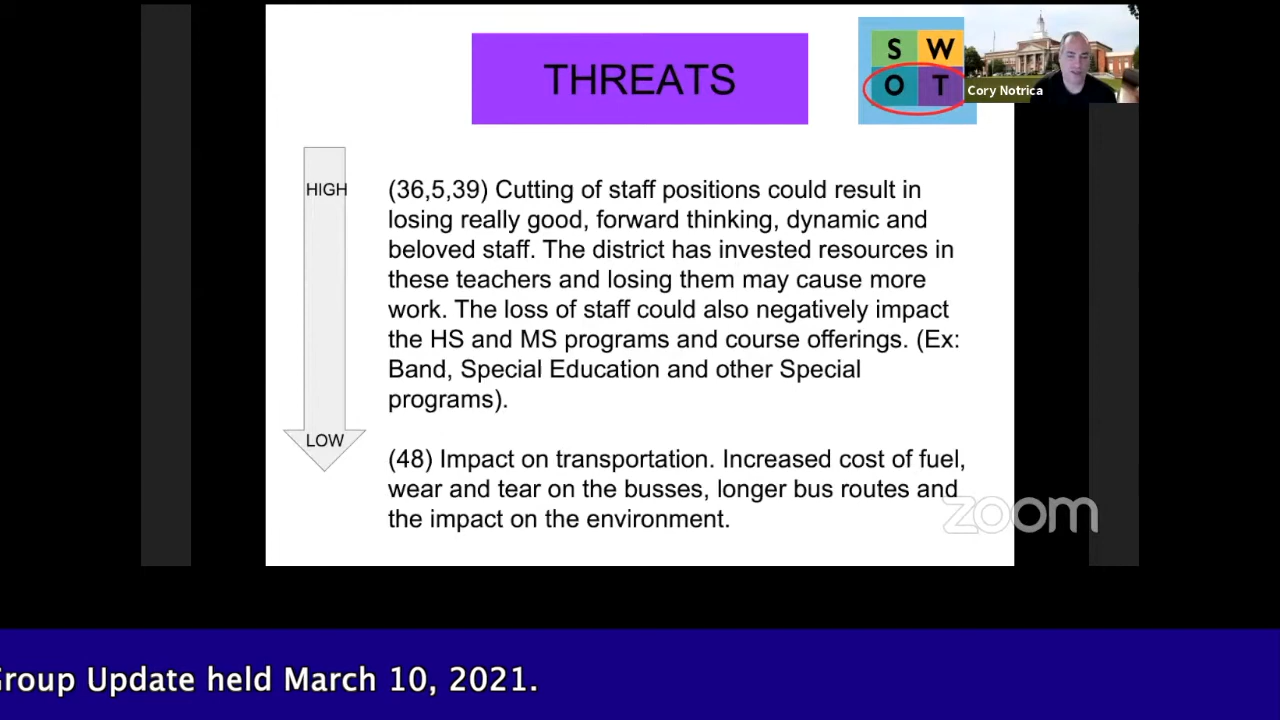 THREATS
S W
O T
Cory Notrica
HIGH
(36,5,39) Cutting of staff positions could result in
losing really good, forward thinking, dynamic and
beloved staff. The district has invested resources in
these teachers and losing them may cause more
work. The loss of staff could also negatively impact
the HS and MS programs and course offerings. (Ex:
Band, Special Education and other Special
programs).
LOW
(48) Impact on transportation. Increased cost of fuel,
wear and tear on the busses, longer bus routes and
the impact on the environment.
zoom
Group Update held March 10, 2021.